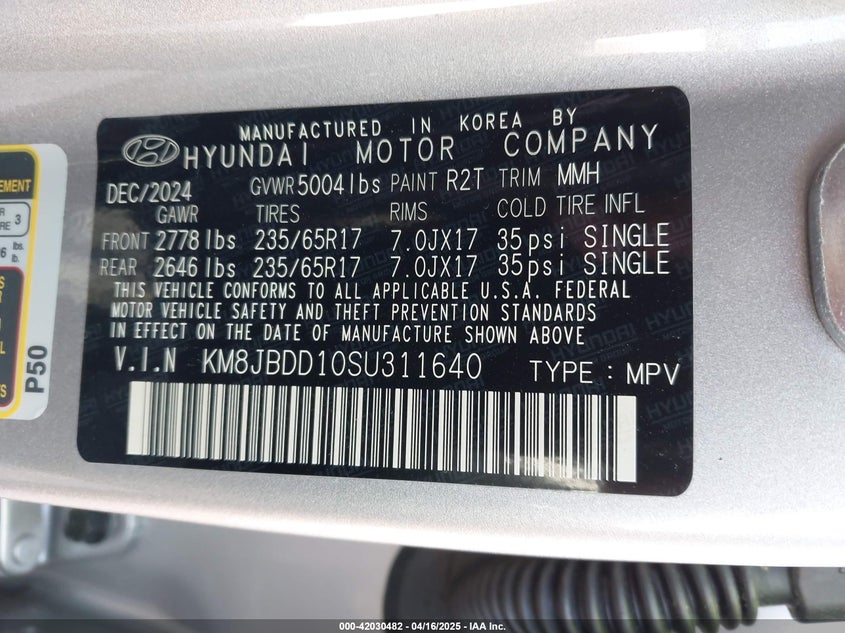 MANUFACTURED IN KOREA BY
HYUNDAI MOTOR COMPANY
DEC/2024 GVWR 5004lbs PAINT R2T TRIM MMH
GAWR TIRES RIMS COLD TIRE INFL
FRONT 2778 lbs 235/65R17 7.0JX17 35psi SINGLE
REAR 2646 lbs 235/65R17 7.0JX17 35psi SINGLE
THIS VEHICLE CONFORMS TO ALL APPLICABLE U.S.A. FEDERAL
MOTOR VEHICLE SAFETY AND THEFT PREVENTION STANDARDS
IN EFFECT ON THE DATE OF MANUFACTURE SHOWN ABOVE
V.I.N KM8JBDD10SU311640 TYPE : MPV
3
lbs.
lb.
P50
000-42030482 - 04/16/2025 - IAA Inc.